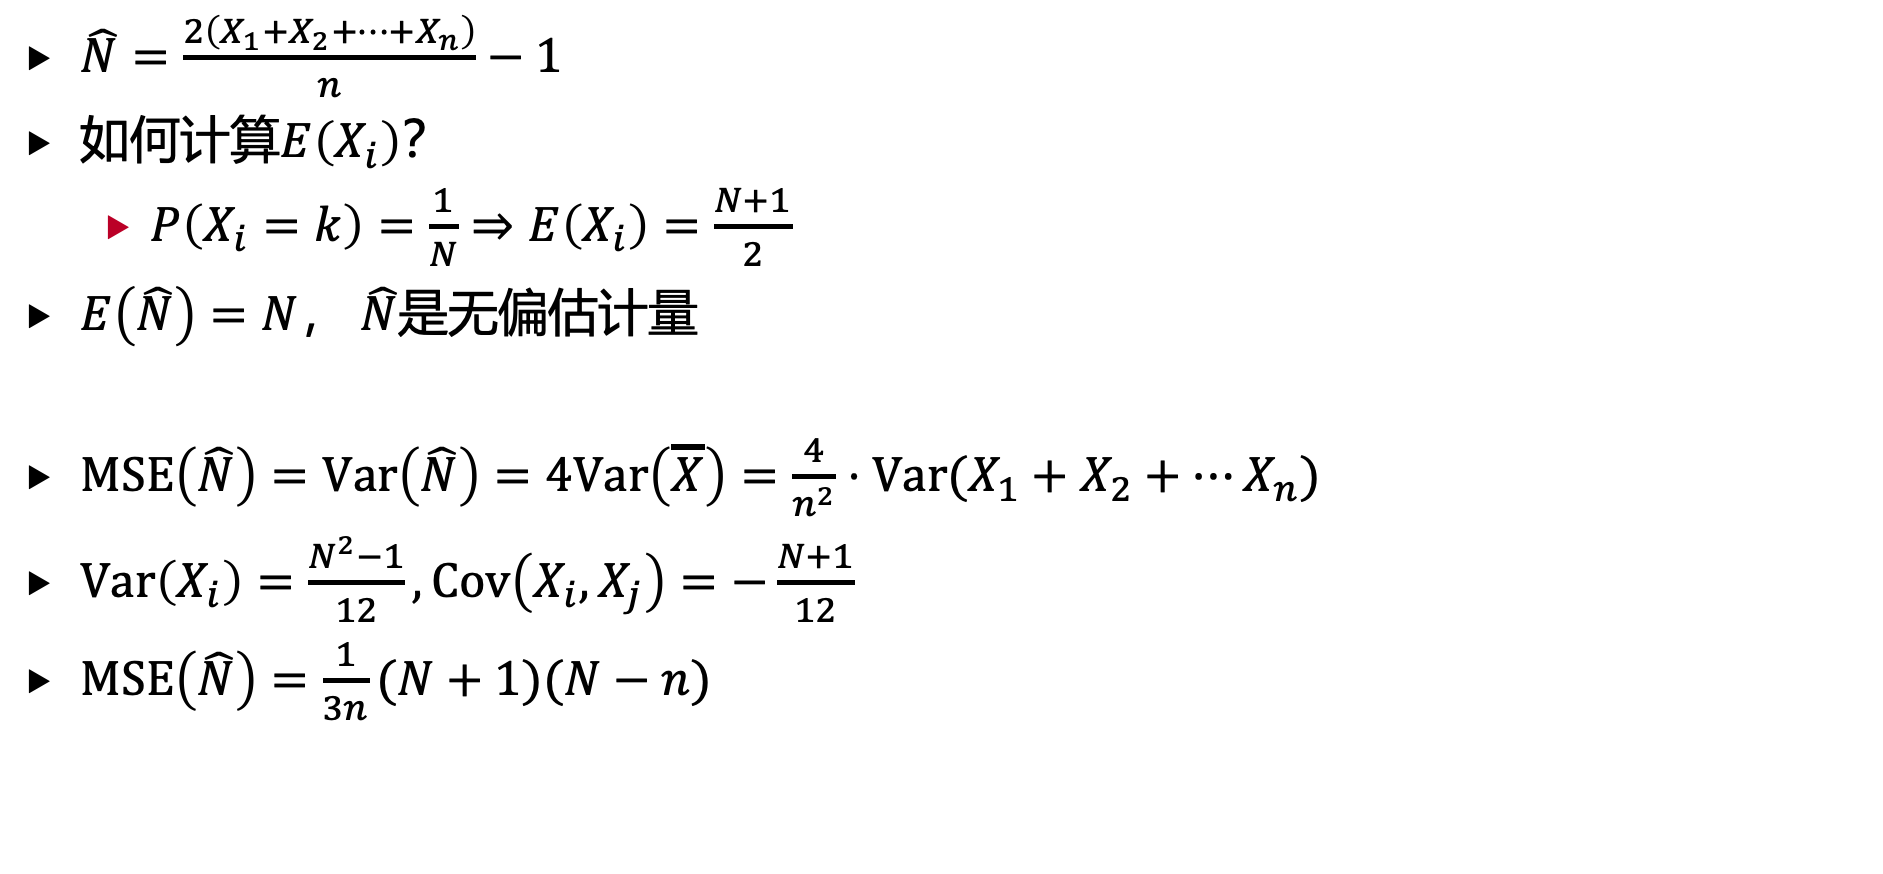 ▶ N̂ = 2(X₁+X₂+⋯+Xₙ)/n − 1
▶ 如何计算E(Xᵢ)?
▶ P(Xᵢ = k) = 1/N ⇒ E(Xᵢ) = (N+1)/2
▶ E(N̂) = N, N̂是无偏估计量
▶ MSE(N̂) = Var(N̂) = 4Var(X̅) = 4/n² · Var(X₁ + X₂ + ⋯ Xₙ)
▶ Var(Xᵢ) = (N²−1)/12, Cov(Xᵢ, Xⱼ) = − (N+1)/12
▶ MSE(N̂) = 1/3n (N + 1)(N − n)